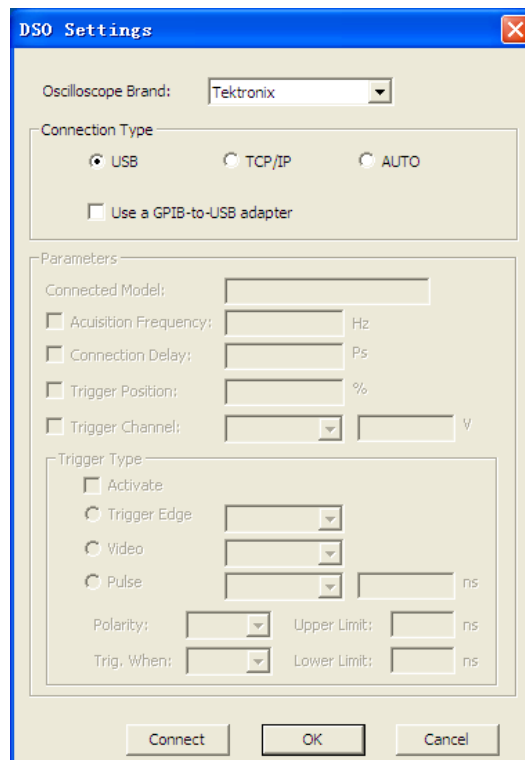 DSO Settings
Oscilloscope Brand: Tektronix
Connection Type
USB TCP/IP AUTO
Use a GPIB-to-USB adapter
Parameters
Connected Model:
Acuisition Frequency: Hz
Connection Delay: Ps
Trigger Position: %
Trigger Channel: V
Trigger Type
Activate
Trigger Edge
Video
Pulse ns
Polarity: Upper Limit: ns
Trig. When: Lower Limit: ns
Connect OK Cancel